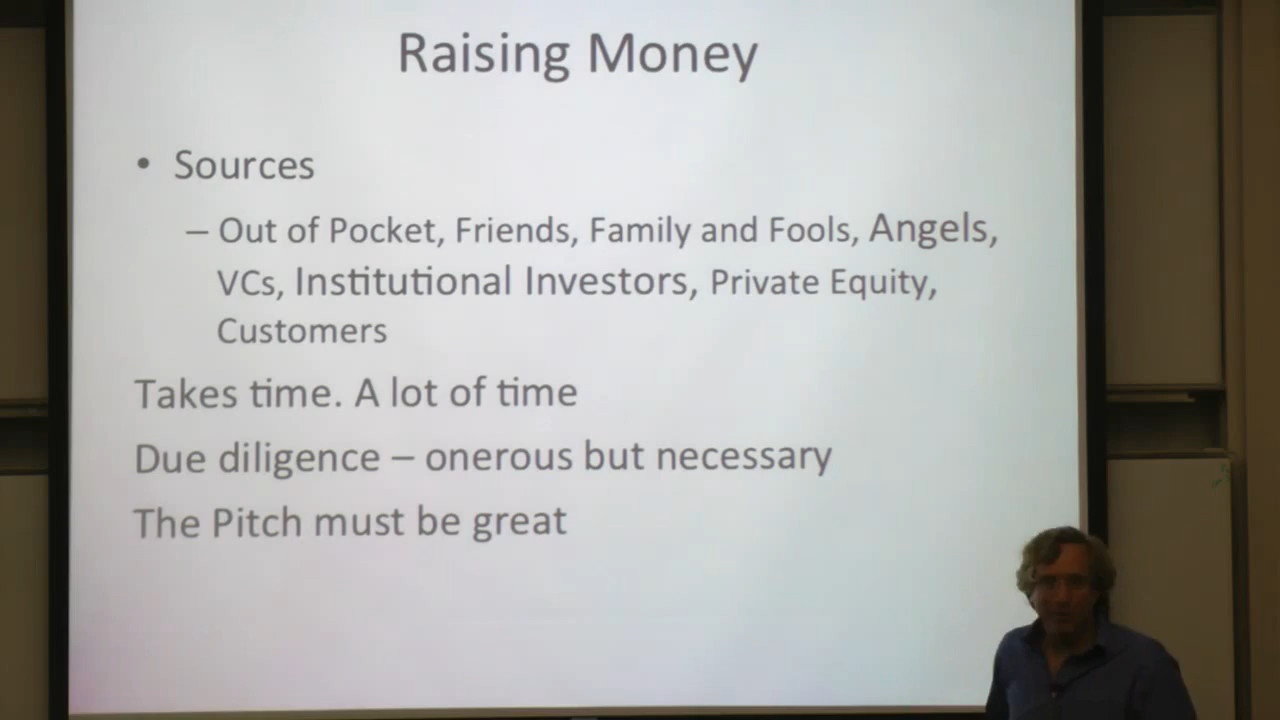 Raising Money
• Sources
– Out of Pocket, Friends, Family and Fools, Angels,
VCs, Institutional Investors, Private Equity,
Customers
Takes time. A lot of time
Due diligence – onerous but necessary
The Pitch must be great